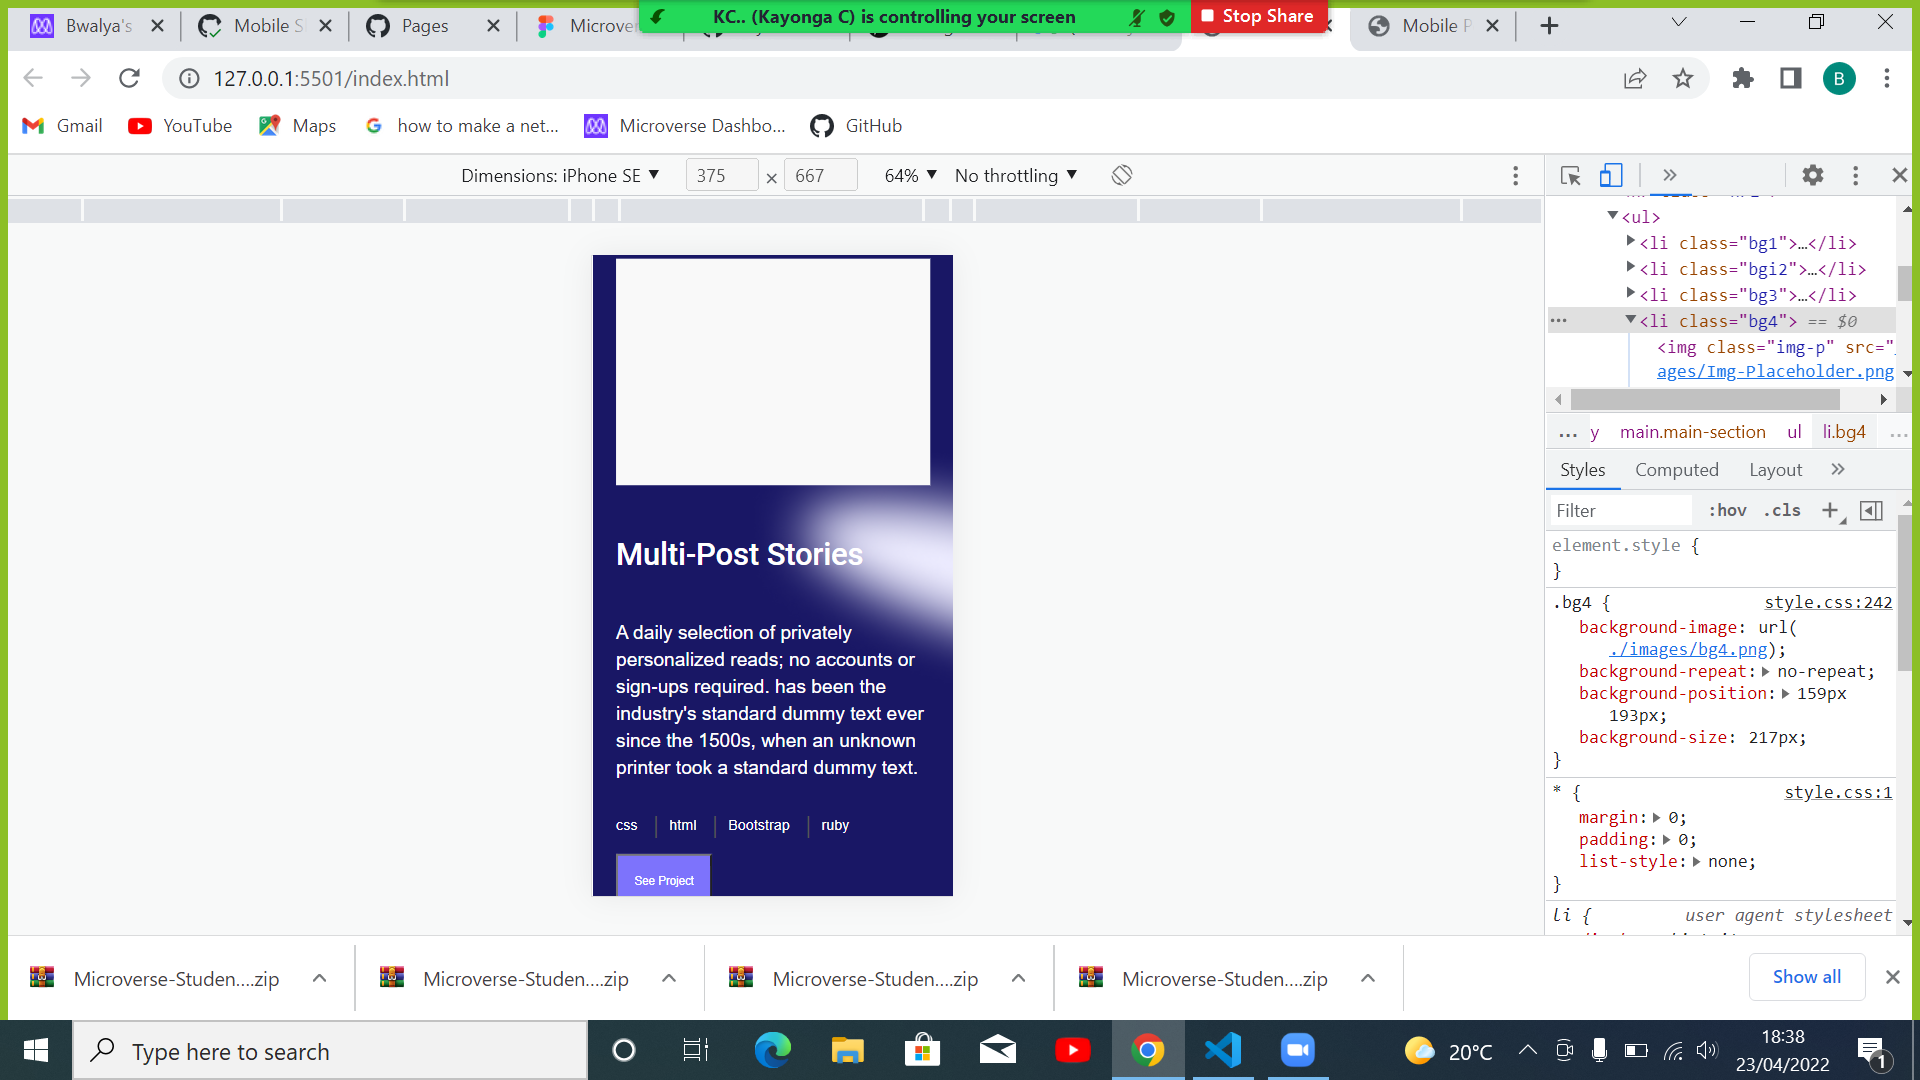 KC.. (Kayonga C) is controlling your screen
Stop Share
Bwalya's
Mobile S
Pages
Microver
Mobile P
127.0.0.1:5501/index.html
B
Gmail
YouTube
Maps
how to make a net...
Microverse Dashbo...
GitHub
Dimensions: iPhone SE
375
×
667
64%
No throttling
<ul>
<li class="bg1">…</li>
<li class="bgi2">…</li>
<li class="bg3">…</li>
<li class="bg4"> == $0
<img class="img-p" src="
ages/Img-Placeholder.png
... y main.main-section ul li.bg4 ...
Styles Computed Layout
Filter :hov .cls
element.style {
}
.bg4 { style.css:242
background-image: url(
./images/bg4.png);
background-repeat: no-repeat;
background-position: 159px
193px;
background-size: 217px;
}
* { style.css:1
margin: 0;
padding: 0;
list-style: none;
}
li { user agent stylesheet
Multi-Post Stories
A daily selection of privately
personalized reads; no accounts or
sign-ups required. has been the
industry's standard dummy text ever
since the 1500s, when an unknown
printer took a standard dummy text.
css html Bootstrap ruby
See Project
Microverse-Studen....zip
Microverse-Studen....zip
Microverse-Studen....zip
Microverse-Studen....zip
Show all
Type here to search
20°C
18:38
23/04/2022
1